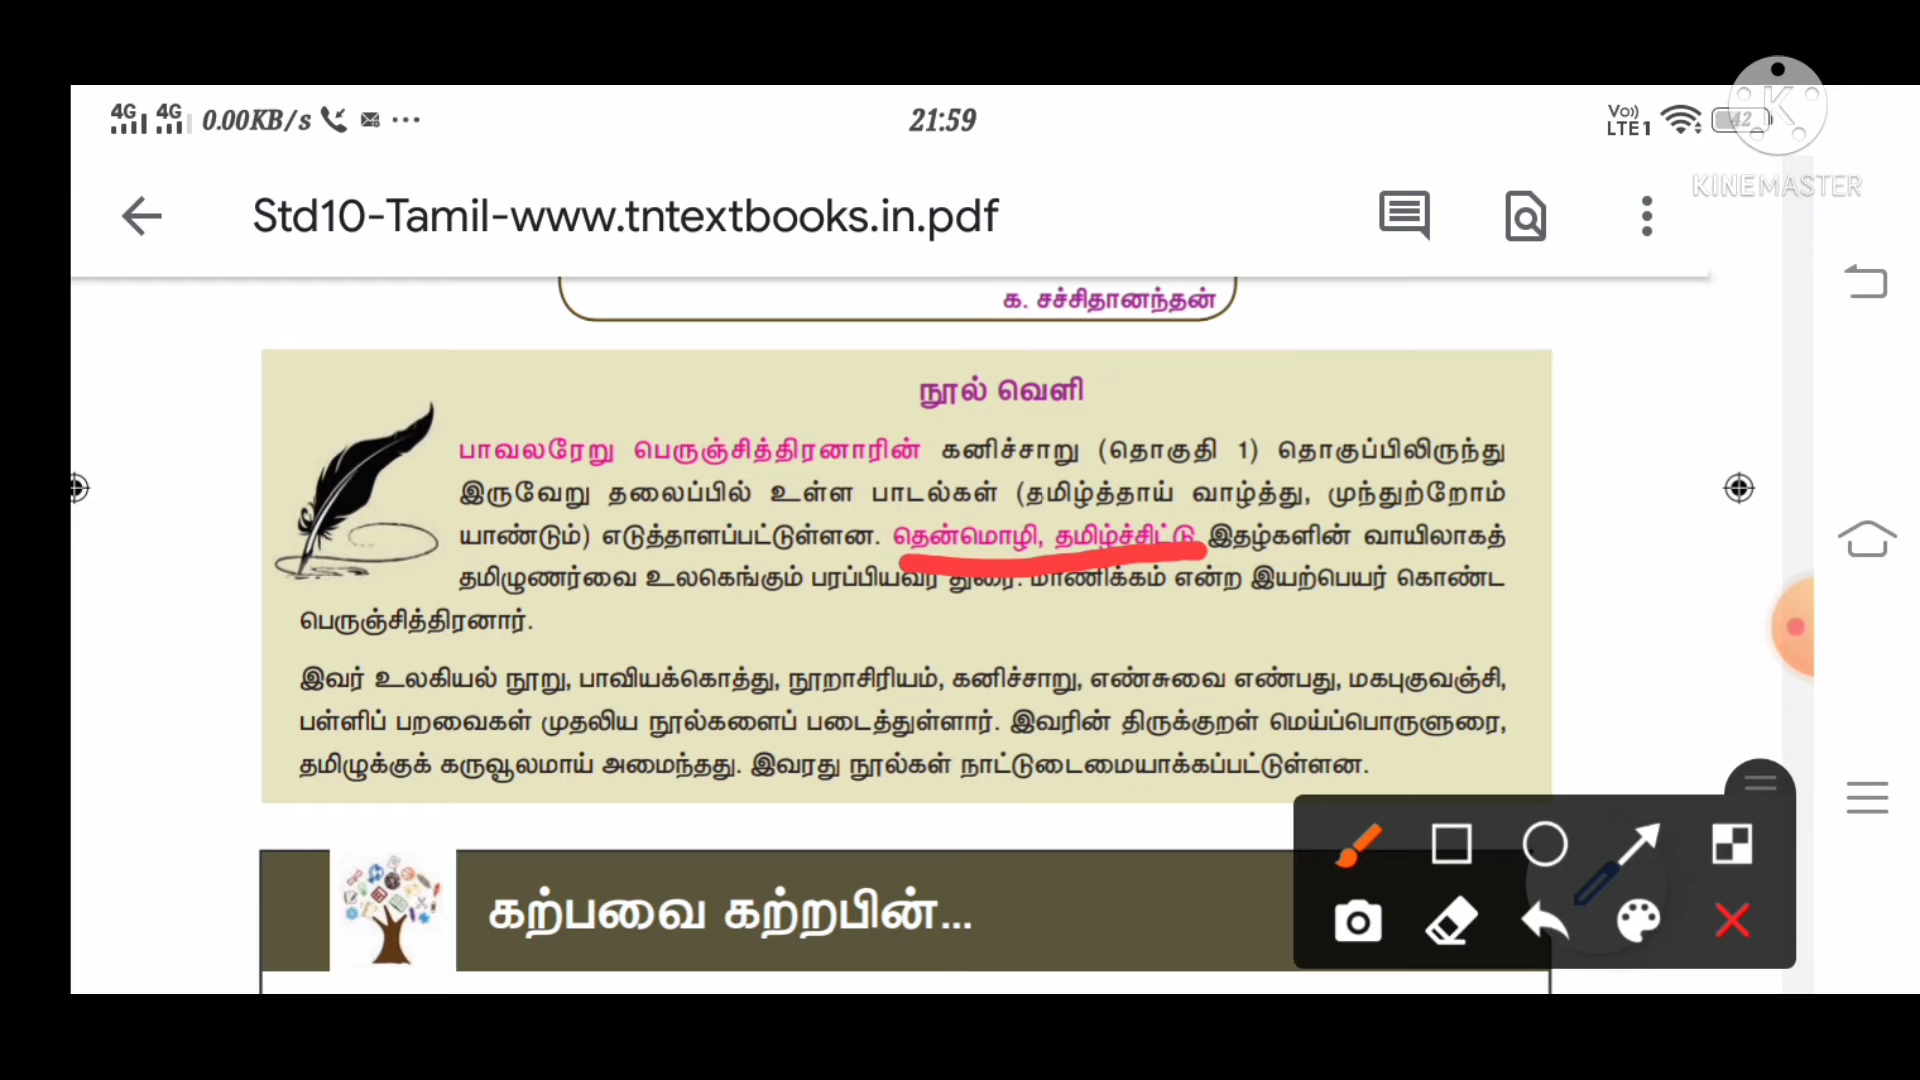 4G 4G 0.00KB/s ... 21:59 Vo)) LTE 1 42
KINEMASTER
Std10-Tamil-www.tntextbooks.in.pdf
க. சச்சிதானந்தன்
நூல் வெளி
பாவலரேறு பெருஞ்சித்திரனாரின் கனிச்சாறு (தொகுதி 1) தொகுப்பிலிருந்து
இருவேறு தலைப்பில் உள்ள பாடல்கள் (தமிழ்த்தாய் வாழ்த்து, முந்துற்றோம்
யாண்டும்) எடுத்தாளப்பட்டுள்ளன. தென்மொழி, தமிழ்ச்சிட்டு இதழ்களின் வாயிலாகத்
தமிழுணர்வை உலகெங்கும் பரப்பியவர் துரை. மாணிக்கம் என்ற இயற்பெயர் கொண்ட
பெருஞ்சித்திரனார்.
இவர் உலகியல் நூறு, பாவியக்கொத்து, நூறாசிரியம், கனிச்சாறு, எண்சுவை எண்பது, மகபுகுவஞ்சி,
பள்ளிப் பறவைகள் முதலிய நூல்களைப் படைத்துள்ளார். இவரின் திருக்குறள் மெய்ப்பொருளுரை,
தமிழுக்குக் கருவூலமாய் அமைந்தது. இவரது நூல்கள் நாட்டுடைமையாக்கப்பட்டுள்ளன.
கற்பவை கற்றபின்...